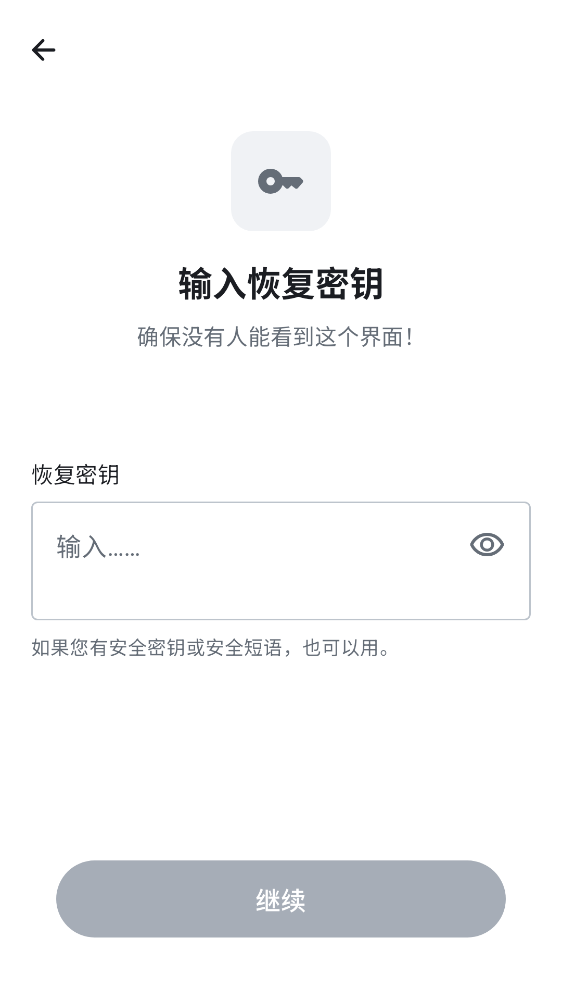 输入恢复密钥
确保没有人能看到这个界面！
恢复密钥
输入……
如果您有安全密钥或安全短语，也可以用。
继续